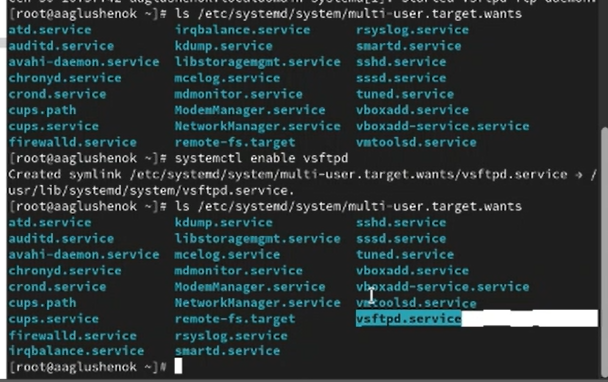 [root@aaglushenok ~]# ls /etc/systemd/system/multi-user.target.wants
atd.service irqbalance.service rsyslog.service
auditd.service kdump.service smartd.service
avahi-daemon.service libstoragemgmt.service sshd.service
chronyd.service mcelog.service sssd.service
crond.service mdmonitor.service tuned.service
cups.path ModemManager.service vboxadd.service
cups.service NetworkManager.service vboxadd-service.service
firewalld.service remote-fs.target vmtoolsd.service
[root@aaglushenok ~]# systemctl enable vsftpd
Created symlink /etc/systemd/system/multi-user.target.wants/vsftpd.service → /
usr/lib/systemd/system/vsftpd.service.
[root@aaglushenok ~]# ls /etc/systemd/system/multi-user.target.wants
atd.service kdump.service sshd.service
auditd.service libstoragemgmt.service sssd.service
avahi-daemon.service mcelog.service tuned.service
chronyd.service mdmonitor.service vboxadd.service
crond.service ModemManager.service vboxadd-service.service
cups.path NetworkManager.service vmtoolsd.service
cups.service remote-fs.target vsftpd.service
firewalld.service rsyslog.service
irqbalance.service smartd.service
[root@aaglushenok ~]#